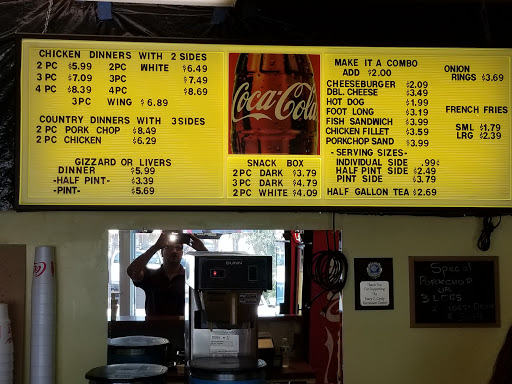 CHICKEN DINNERS WITH 2 SIDES
2 PC $5.99 2PC WHITE $6.49
3 PC $7.09 3PC $7.49
4 PC $8.39 4PC $8.69
3PC WING $6.89
COUNTRY DINNERS WITH 3SIDES
2 PC PORK CHOP $8.49
2 PC CHICKEN $6.29
GIZZARD OR LIVERS
DINNER $5.99
-HALF PINT- $3.39
-PINT- $5.69
Coca-Cola
SNACK BOX
2PC DARK $3.79
3PC DARK $4.79
2PC WHITE $4.09
MAKE IT A COMBO
ADD $2.00
CHEESEBURGER $2.09
DBL. CHEESE $3.49
HOT DOG $1.99
FOOT LONG $3.19
FISH SANDWICH $3.99
CHICKEN FILLET $3.59
PORKCHOP SAND $3.99
- SERVING SIZES-
INDIVIDUAL SIDE .99¢
HALF PINT SIDE $2.49
PINT SIDE $3.79
HALF GALLON TEA $2.69
ONION
RINGS $3.69
FRENCH FRIES
SML $1.79
LRG $2.39
BUNN
Thank You
Special
Porkchop